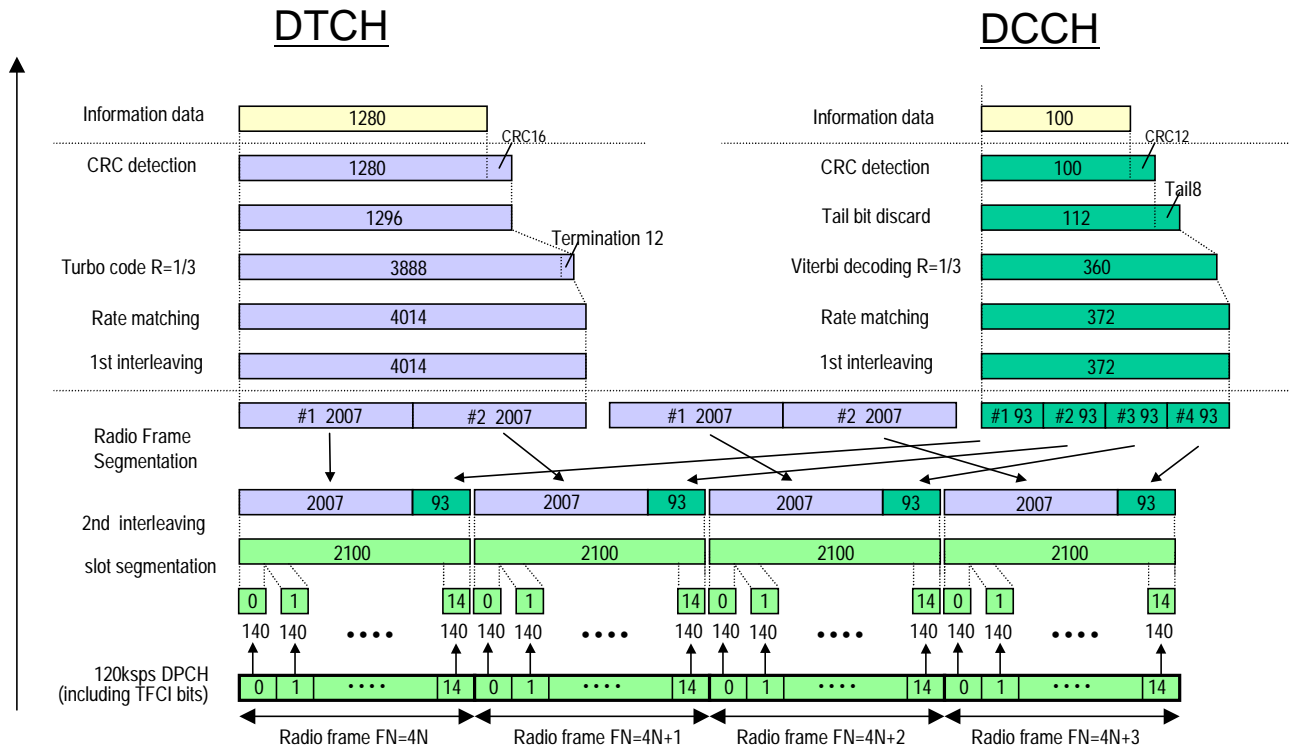 DTCH DCCH
Information data 1280 Information data 100
CRC16 CRC12
CRC detection 1280 CRC detection 100
Tail8
1296 Tail bit discard 112
Termination 12
Turbo code R=1/3 3888 Viterbi decoding R=1/3 360
Rate matching 4014 Rate matching 372
1st interleaving 4014 1st interleaving 372
#1 2007 #2 2007 #1 2007 #2 2007 #1 93 #2 93 #3 93 #4 93
Radio Frame
Segmentation
2007 93 2007 93 2007 93 2007 93
2nd interleaving
2100 2100 2100 2100
slot segmentation
0 1 14 0 1 14 0 1 14 0 1 14
140 140 •••• 140 140 140 •••• 140 140 140 •••• 140 140 140 •••• 140
120ksps DPCH
(including TFCI bits)
0 1 •••• 14 0 1 •••• 14 0 1 •••• 14 0 1 •••• 14
Radio frame FN=4N Radio frame FN=4N+1 Radio frame FN=4N+2 Radio frame FN=4N+3